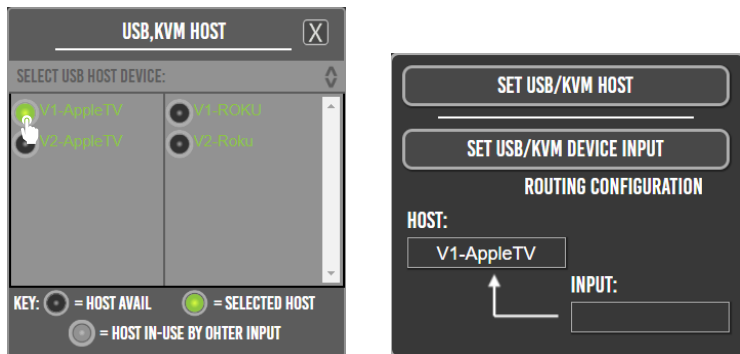 USB,KVM HOST
X
SELECT USB HOST DEVICE:
V1-AppleTV
V1-ROKU
V2-AppleTV
V2-Roku
KEY: = HOST AVAIL = SELECTED HOST
= HOST IN-USE BY OHTER INPUT
SET USB/KVM HOST
SET USB/KVM DEVICE INPUT
ROUTING CONFIGURATION
HOST:
V1-AppleTV
INPUT: